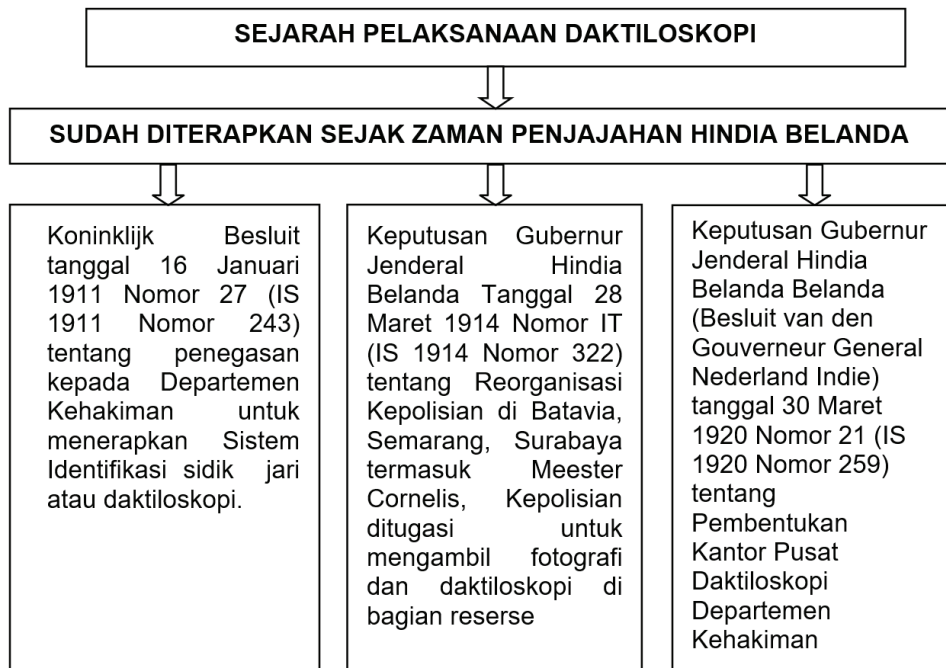 SEJARAH PELAKSANAAN DAKTILOSKOPI
SUDAH DITERAPKAN SEJAK ZAMAN PENJAJAHAN HINDIA BELANDA
Koninklijk Besluit
tanggal 16 Januari
1911 Nomor 27 (IS
1911 Nomor 243)
tentang penegasan
kepada Departemen
Kehakiman untuk
menerapkan Sistem
Identifikasi sidik jari
atau daktiloskopi.
Keputusan Gubernur
Jenderal Hindia
Belanda Tanggal 28
Maret 1914 Nomor IT
(IS 1914 Nomor 322)
tentang Reorganisasi
Kepolisian di Batavia,
Semarang, Surabaya
termasuk Meester
Cornelis, Kepolisian
ditugasi untuk
mengambil fotografi
dan daktiloskopi di
bagian reserse
Keputusan Gubernur
Jenderal Hindia
Belanda Belanda
(Besluit van den
Gouverneur General
Nederland Indie)
tanggal 30 Maret
1920 Nomor 21 (IS
1920 Nomor 259)
tentang
Pembentukan
Kantor Pusat
Daktiloskopi
Departemen
Kehakiman